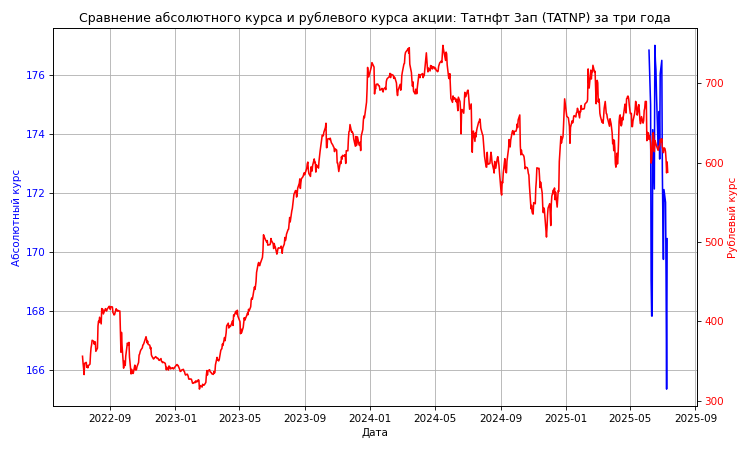 Сравнение абсолютного курса и рублевого курса акции: Татнфт 3ап (TATNP) за три года
176
174
172
170
168
166
Абсолютный курс
700
600
500
400
300
Рублевый курс
2022-09 2023-01 2023-05 2023-09 2024-01 2024-05 2024-09 2025-01 2025-05 2025-09
Дата